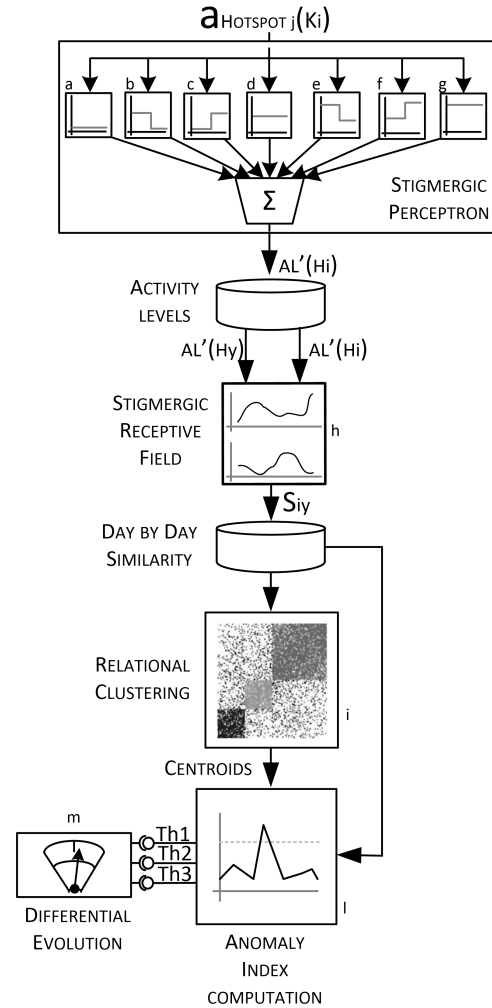 aHOTSPOT j(Ki)
a b c d e f g
Σ
STIGMERGIC
PERCEPTRON
AL'(Hi)
ACTIVITY
LEVELS
AL'(Hy) AL'(Hi)
STIGMERGIC
RECEPTIVE
FIELD
h
Siy
DAY BY DAY
SIMILARITY
RELATIONAL
CLUSTERING
i
CENTROIDS
m
Th1
Th2
Th3
DIFFERENTIAL
EVOLUTION
l
ANOMALY
INDEX
COMPUTATION